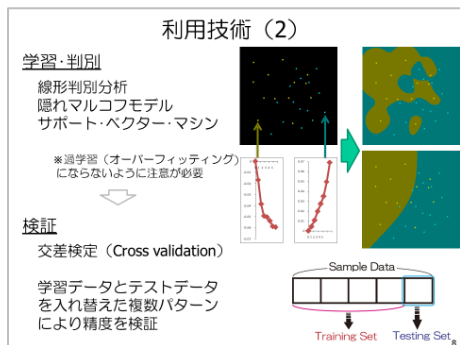 利用技術（2）
学習･判別
線形判別分析
隠れマルコフモデル
サポート･ベクター･マシン
※過学習（オーバーフィッティング）
にならないように注意が必要
検証
交差検定（Cross validation）
学習データとテストデータ
を入れ替えた複数パターン
により精度を検証
Sample Data
Training Set
Testing Set
8